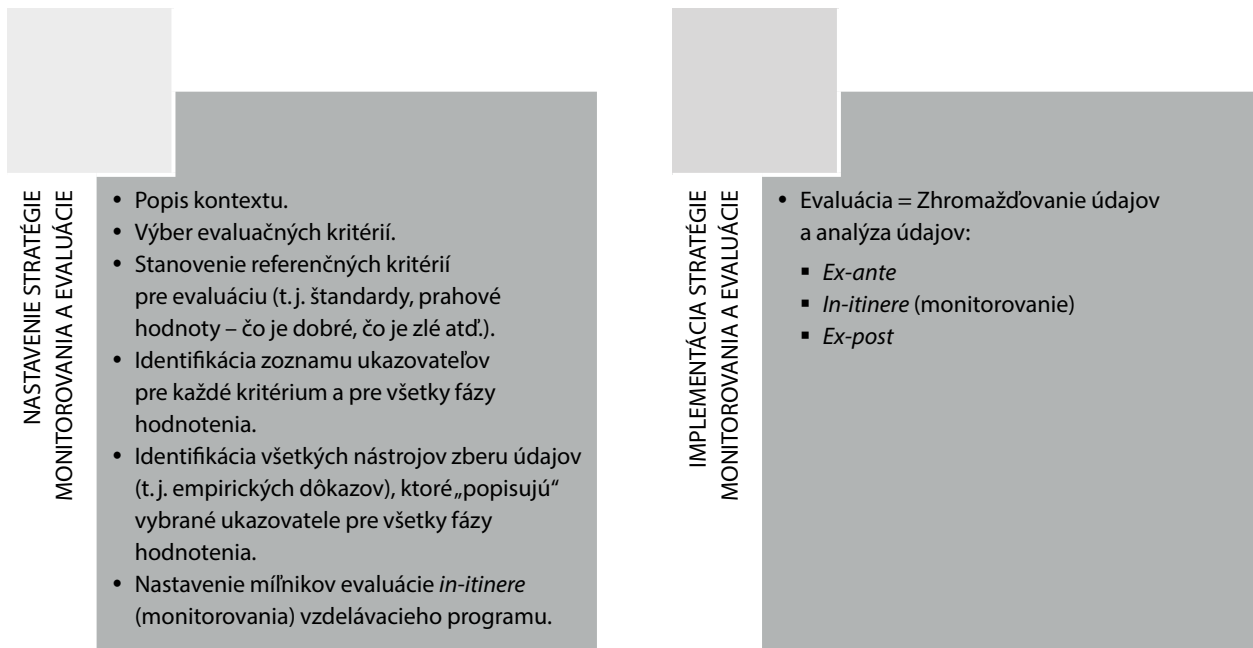 NASTAVENIE STRATÉGIE
MONITOROVANIA A EVALUÁCIE
• Popis kontextu.
• Výber evaluačných kritérií.
• Stanovenie referenčných kritérií
pre evaluáciu (t. j. štandardy, prahové
hodnoty – čo je dobré, čo je zlé atď.).
• Identifikácia zoznamu ukazovateľov
pre každé kritérium a pre všetky fázy
hodnotenia.
• Identifikácia všetkých nástrojov zberu údajov
(t. j. empirických dôkazov), ktoré „popisujú“
vybrané ukazovatele pre všetky fázy
hodnotenia.
• Nastavenie míľnikov evaluácie in-itinere
(monitorovania) vzdelávacieho programu.
IMPLEMENTÁCIA STRATÉGIE
MONITOROVANIA A EVALUÁCIE
• Evaluácia = Zhromažďovanie údajov
a analýza údajov:
▪ Ex-ante
▪ In-itinere (monitorovanie)
▪ Ex-post